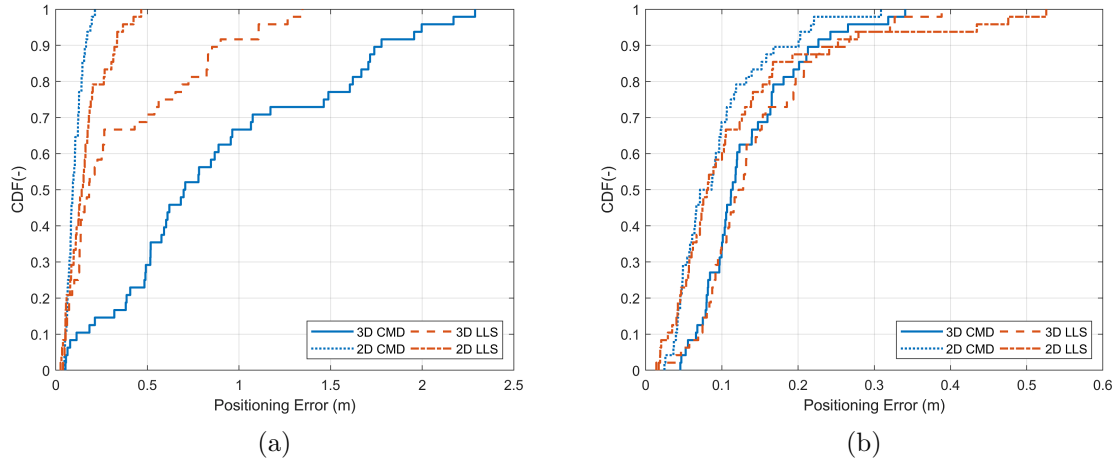 1
0.9
0.8
0.7
0.6
0.5
0.4
0.3
0.2
0.1
0
CDF(-)
0 0.5 1 1.5 2 2.5
Positioning Error (m)
3D CMD 3D LLS
2D CMD 2D LLS
(a)
1
0.9
0.8
0.7
0.6
0.5
0.4
0.3
0.2
0.1
0
CDF(-)
0 0.1 0.2 0.3 0.4 0.5 0.6
Positioning Error (m)
3D CMD 3D LLS
2D CMD 2D LLS
(b)